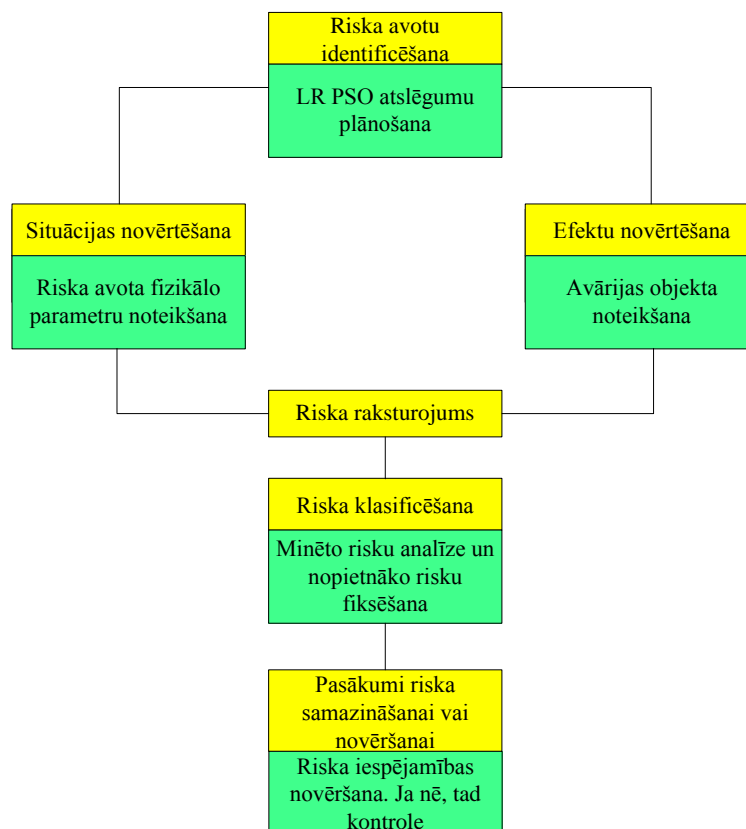 Riska avotu
identificēšana
LR PSO atslēgumu
plānošana
Situācijas novērtēšana
Riska avota fizikālo
parametru noteikšana
Efektu novērtēšana
Avārijas objekta
noteikšana
Riska raksturojums
Riska klasificēšana
Minēto risku analīze un
nopietnāko risku
fiksēšana
Pasākumi riska
samazināšanai vai
novēršanai
Riska iespējamības
novēršana. Ja nē, tad
kontrole